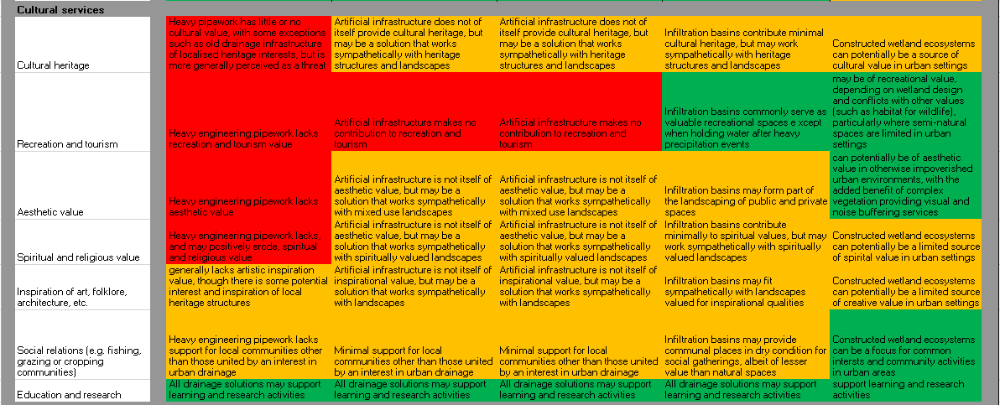 Cultural services
Cultural heritage
Heavy pipework has little or no
cultural value, with some exceptions
such as old drainage infrastructure
of localised heritage interests, but is
more generally perceived as a threat
Artificial infrastructure does not of
itself provide cultural heritage, but
may be a solution that works
sympathetically with heritage
structures and landscapes
Artificial infrastructure does not of
itself provide cultural heritage, but
may be a solution that works
sympathetically with heritage
structures and landscapes
Infiltration basins contribute minimal
cultural heritage, but may work
sympathetically with heritage
structures and landscapes
Constructed wetland ecosystems
can potentially be a source of
cultural value in urban settings
Recreation and tourism
Heavy engineering pipework lacks
recreation and tourism value
Artificial infrastructure makes no
contribution to recreation and
tourism
Artificial infrastructure makes no
contribution to recreation and
tourism
Infiltration basins commonly serve as
valuable recreational spaces except
when holding water after heavy
precipitation events
may be of recreational value,
depending on wetland design
and conflicts with other values
(such as habitat for wildlife),
particularly where semi-natural
spaces are limited in urban
settings
Aesthetic value
Heavy engineering pipework lacks
aesthetic value
Artificial infrastructure is not itself of
aesthetic value, but may be a
solution that works sympathetically
with mixed use landscapes
Artificial infrastructure is not itself of
aesthetic value, but may be a
solution that works sympathetically
with mixed use landscapes
Infiltration basins may form part of
the landscaping of public and private
spaces
can potentially be of aesthetic
value in otherwise impoverished
urban environments, with the
added benefit of complex
vegetation providing visual and
noise buffering services
Spiritual and religious value
Heavy engineering pipework lacks,
and may positively erode, spiritual
and religious value
Artificial infrastructure is not itself of
aesthetic value, but may be a
solution that works sympathetically
with spiritually valued landscapes
Artificial infrastructure is not itself of
aesthetic value, but may be a
solution that works sympathetically
with spiritually valued landscapes
Infiltration basins contribute
minimally to spiritual values, but may
work sympathetically with spiritually
valued landscapes
Constructed wetland ecosystems
can potentially be a limited source
of spirital value in urban settings
Inspiration of art, folklore,
architecture, etc.
generally lacks artistic inspiration
value, though there is some potential
interest and inspiration of local
heritage structures
Artificial infrastructure is not itself of
inspirational value, but may be a
solution that works sympathetically
with landscapes
Artificial infrastructure is not itself of
inspirational value, but may be a
solution that works sympathetically
with landscapes
Infiltration basins may fit
sympathetically with landscapes
valued for inspirational qualities
Constructed wetland ecosystems
can potentially be a limited source
of creative value in urban settings
Social relations (e.g. fishing,
grazing or cropping
communities)
Heavy engineering pipework lacks
support for local communities other
than those united by an interest in
urban drainage
Minimal support for local
communities other than those united
by an interest in urban drainage
Minimal support for local
communities other than those united
by an interest in urban drainage
Infiltration basins may provide
communal places in dry condition for
social gatherings, albeit of lesser
value than natural spaces
Constructed wetland ecosystems
can be a focus for common
intersts and community activities
in urban areas
Education and research
All drainage solutions may support
learning and research activities
All drainage solutions may support
learning and research activities
All drainage solutions may support
learning and research activities
All drainage solutions may support
learning and research activities
support learning and research
activities